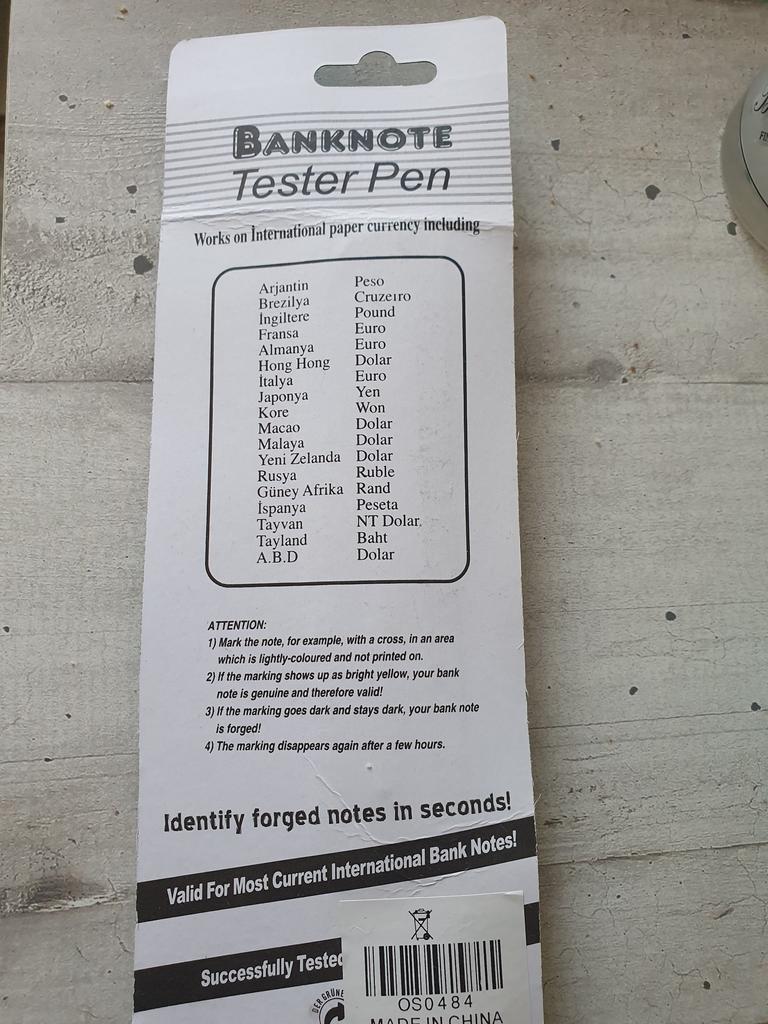 BANKNOTE
Tester Pen
Works on International paper currency including
Arjantin Peso
Brezilya Cruzeiro
İngiltere Pound
Fransa Euro
Almanya Euro
Hong Hong Dolar
İtalya Euro
Japonya Yen
Kore Won
Macao Dolar
Malaya Dolar
Yeni Zelanda Dolar
Rusya Ruble
Güney Afrika Rand
İspanya Peseta
Tayvan NT Dolar
Tayland Baht
A.B.D Dolar
ATTENTION:
1) Mark the note, for example, with a cross, in an area
which is lightly-coloured and not printed on.
2) If the marking shows up as bright yellow, your bank
note is genuine and therefore valid!
3) If the marking goes dark and stays dark, your bank note
is forged!
4) The marking disappears again after a few hours.
Identify forged notes in seconds!
Valid For Most Current International Bank Notes!
Successfully Tested
DER GRÜNE
OS0484
MADE IN CHINA